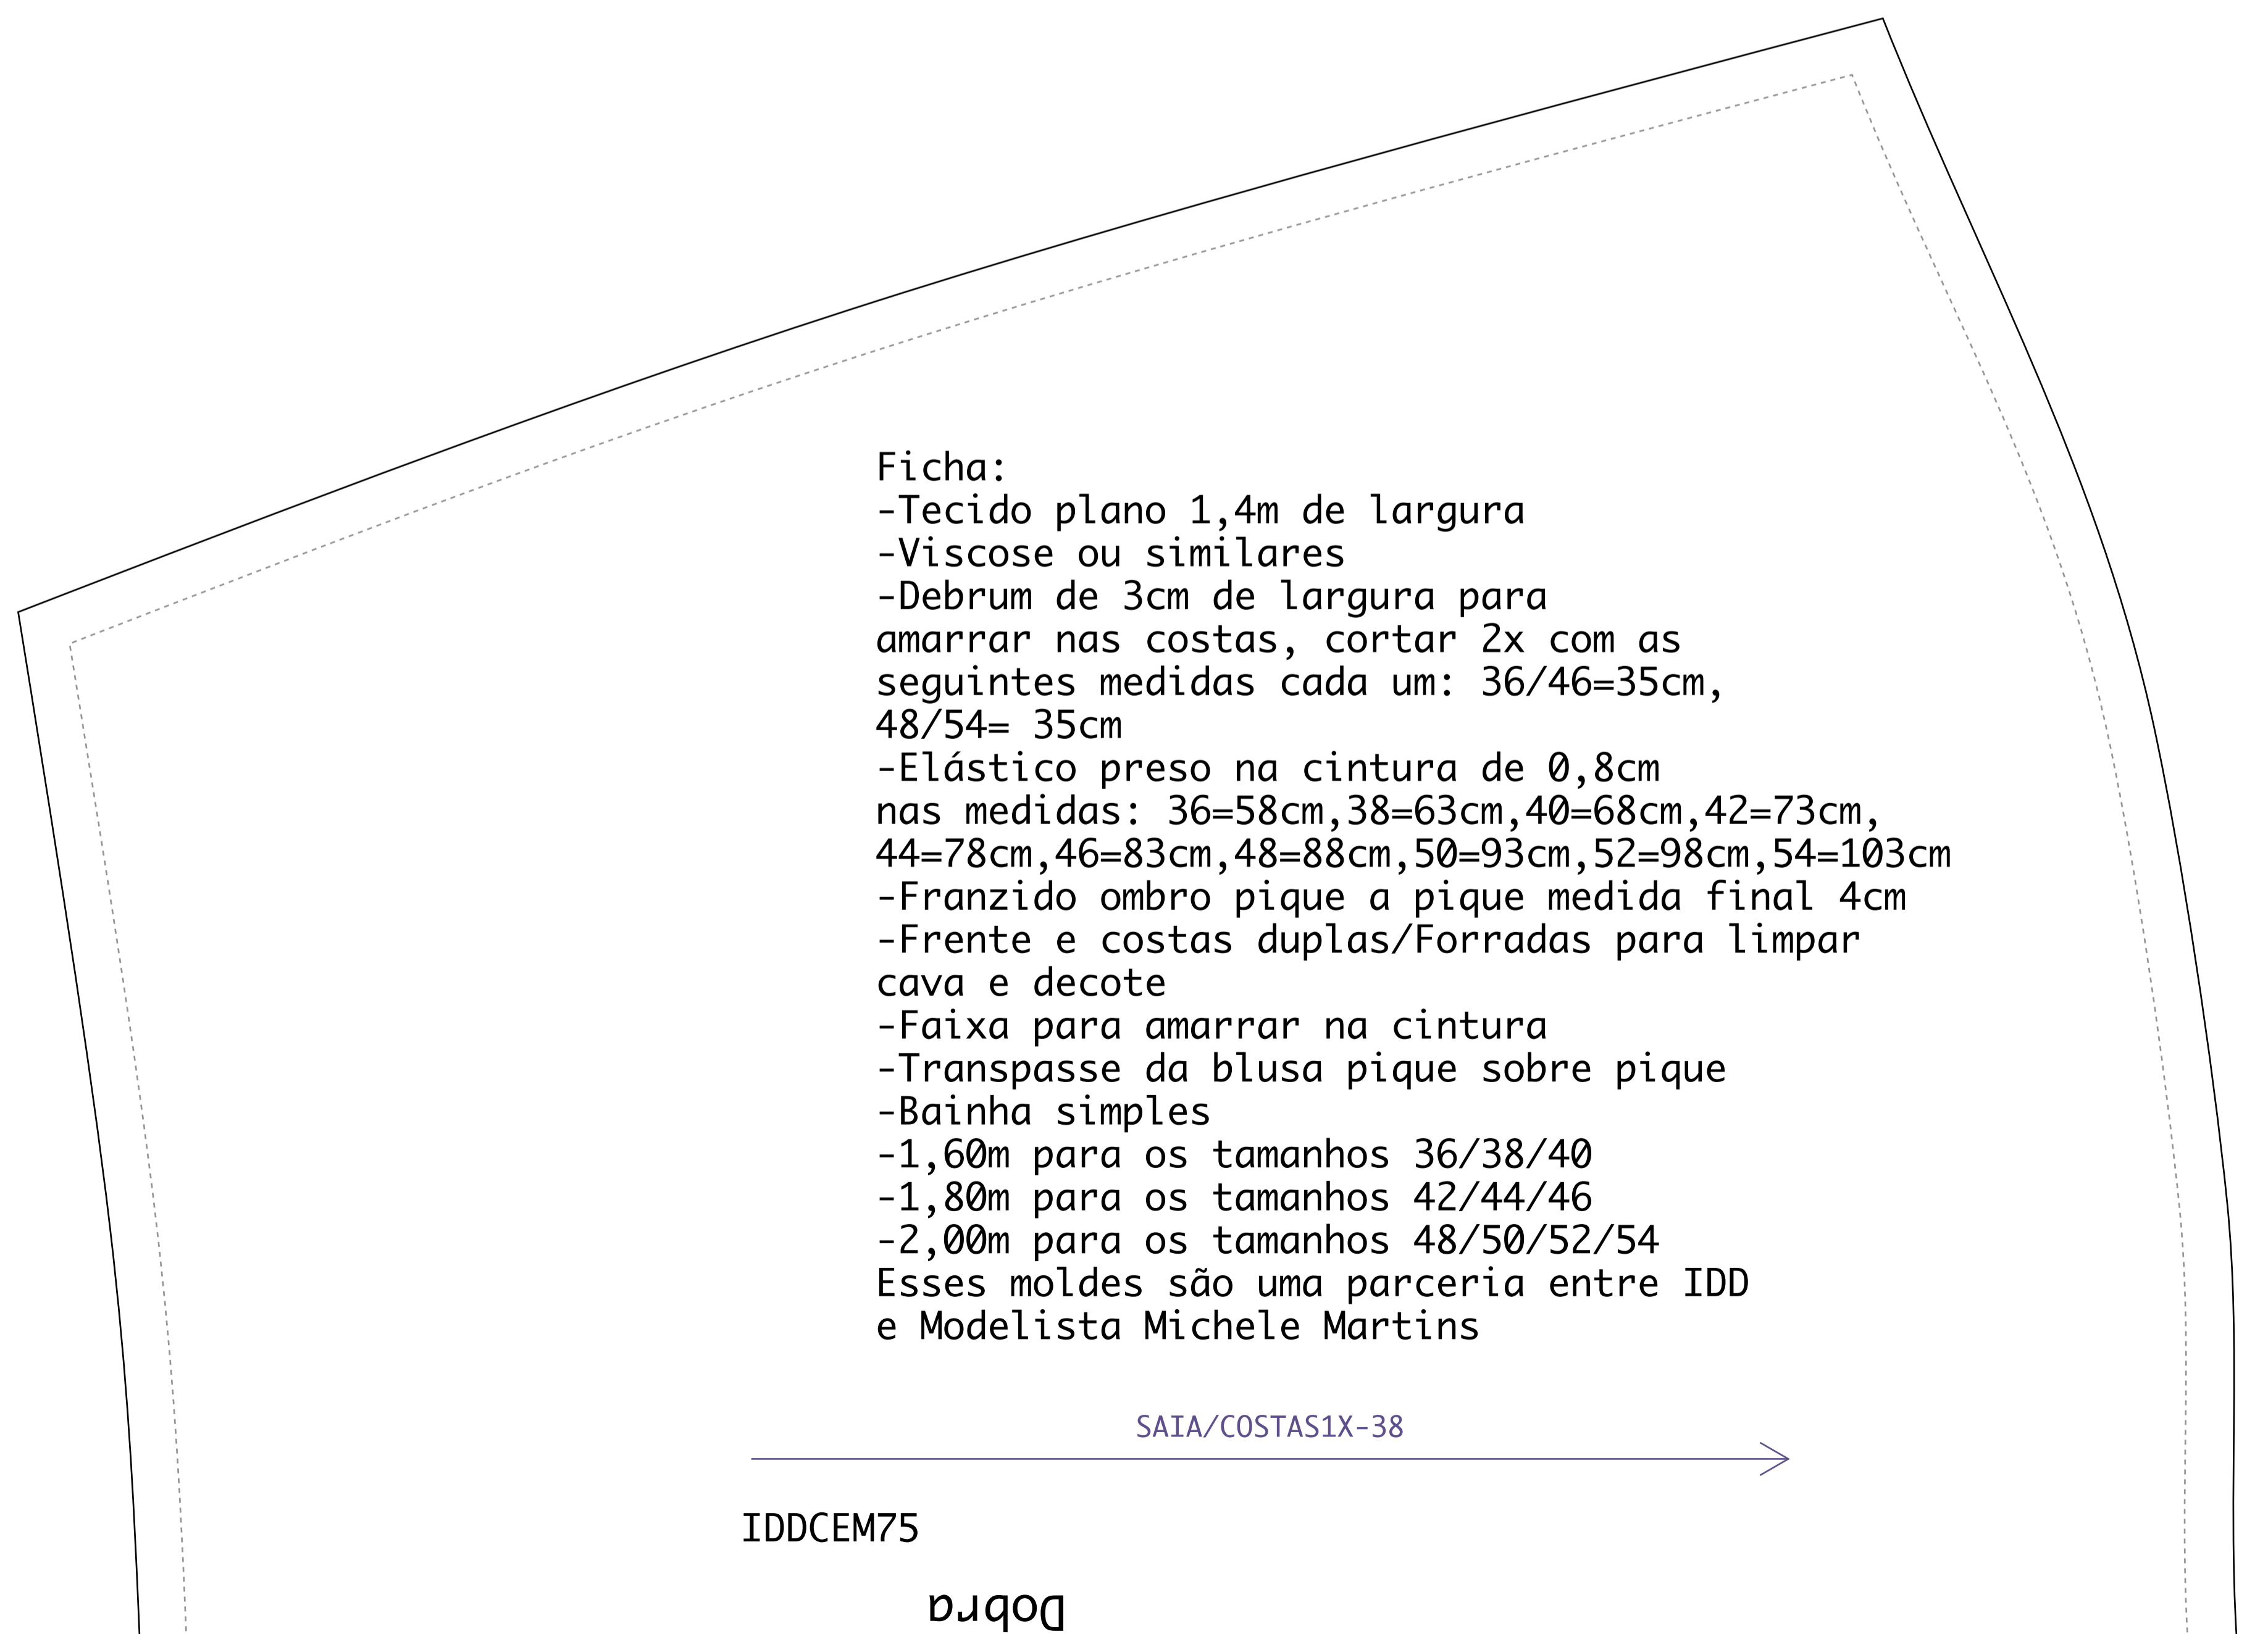 Ficha:
-Tecido plano 1,4m de largura
-Viscose ou similares
-Debrum de 3cm de largura para
amarrar nas costas, cortar 2x com as
seguintes medidas cada um: 36/46=35cm,
48/54= 35cm
-Elástico preso na cintura de 0,8cm
nas medidas: 36=58cm,38=63cm,40=68cm,42=73cm,
44=78cm,46=83cm,48=88cm,50=93cm,52=98cm,54=103cm
-Franzido ombro pique a pique medida final 4cm
-Frente e costas duplas/Forradas para limpar
cava e decote
-Faixa para amarrar na cintura
-Transpasse da blusa pique sobre pique
-Bainha simples
-1,60m para os tamanhos 36/38/40
-1,80m para os tamanhos 42/44/46
-2,00m para os tamanhos 48/50/52/54
Esses moldes são uma parceria entre IDD
e Modelista Michele Martins
SAIA/COSTAS1X-38
IDDCEM75
Dobra